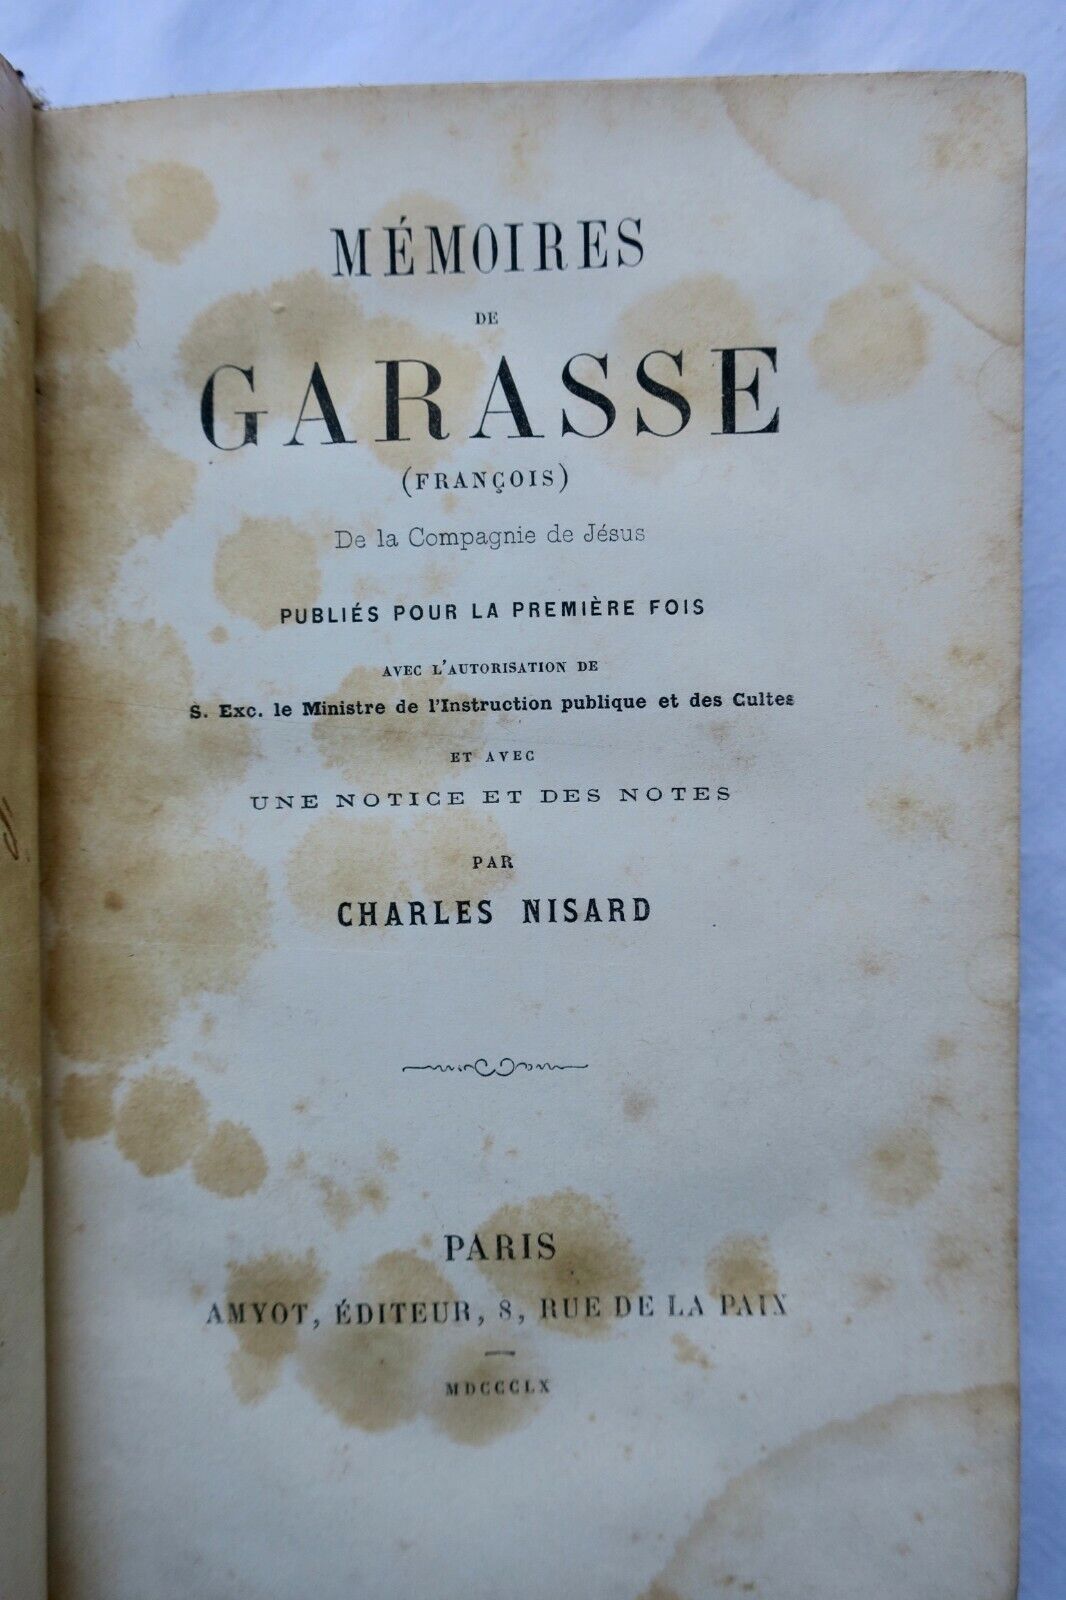 MÉMOIRES
DE
GARASSE
(FRANÇOIS)
De la Compagnie de Jésus
PUBLIÉS POUR LA PREMIÈRE FOIS
AVEC L'AUTORISATION DE
S. Exc. le Ministre de l'Instruction publique et des Cultes
ET AVEC
UNE NOTICE ET DES NOTES
PAR
CHARLES NISARD
PARIS
AMYOT, ÉDITEUR, 8, RUE DE LA PAIX
MDCCCLX